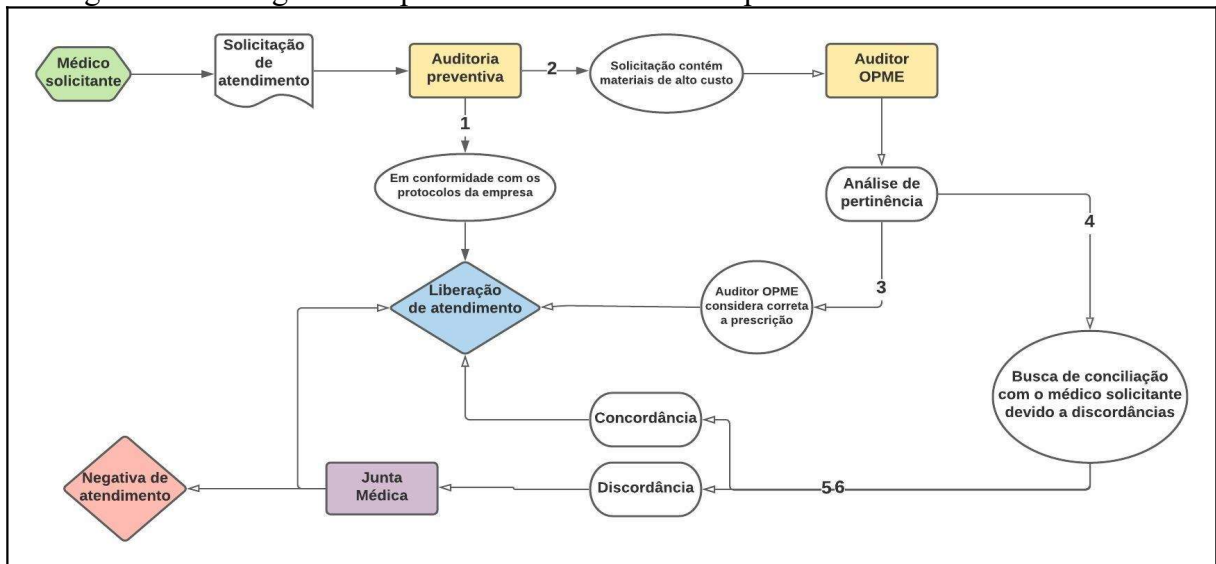 Médico
solicitante
Solicitação
de
atendimento
Auditoria
preventiva
2
Solicitação contém
materiais de alto custo
Auditor
OPME
1
Em conformidade com os
protocolos da empresa
Análise de
pertinência
4
Liberação
de atendimento
3
Auditor OPME
considera correta
a prescrição
Busca de conciliação
com o médico solicitante
devido a discordâncias
Concordância
Negativa de
atendimento
Junta
Médica
Discordância
5-6